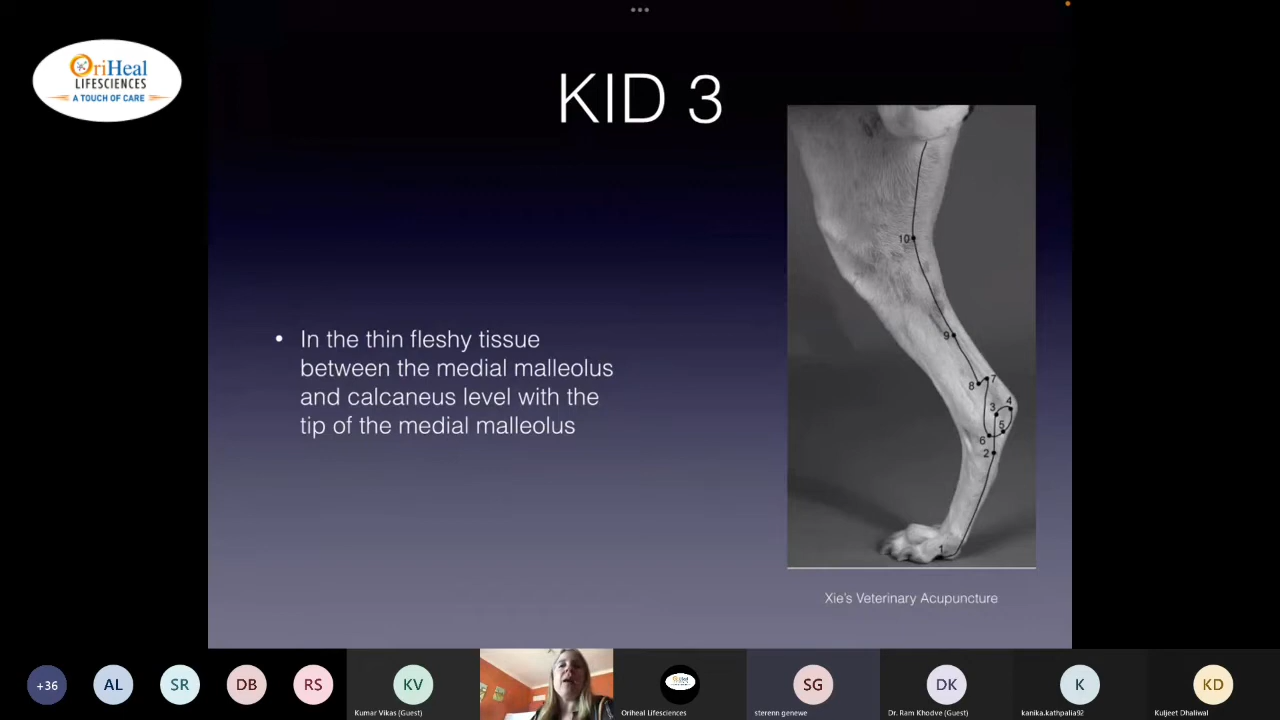 OriHeal
LIFESCIENCES
A TOUCH OF CARE
KID 3
• In the thin fleshy tissue
between the medial malleolus
and calcaneus level with the
tip of the medial malleolus
10
9
7
8
4
3
5
6
2
1
Xie's Veterinary Acupuncture
+36
AL
SR
DB
RS
KV
SG
DK
K
KD
Kumar Vikas (Guest)
Oriheal Lifesciences
sterenn genewe
Dr. Ram Khodve (Guest)
kanika.kathpalia92
Kuljeet Dhaliwal